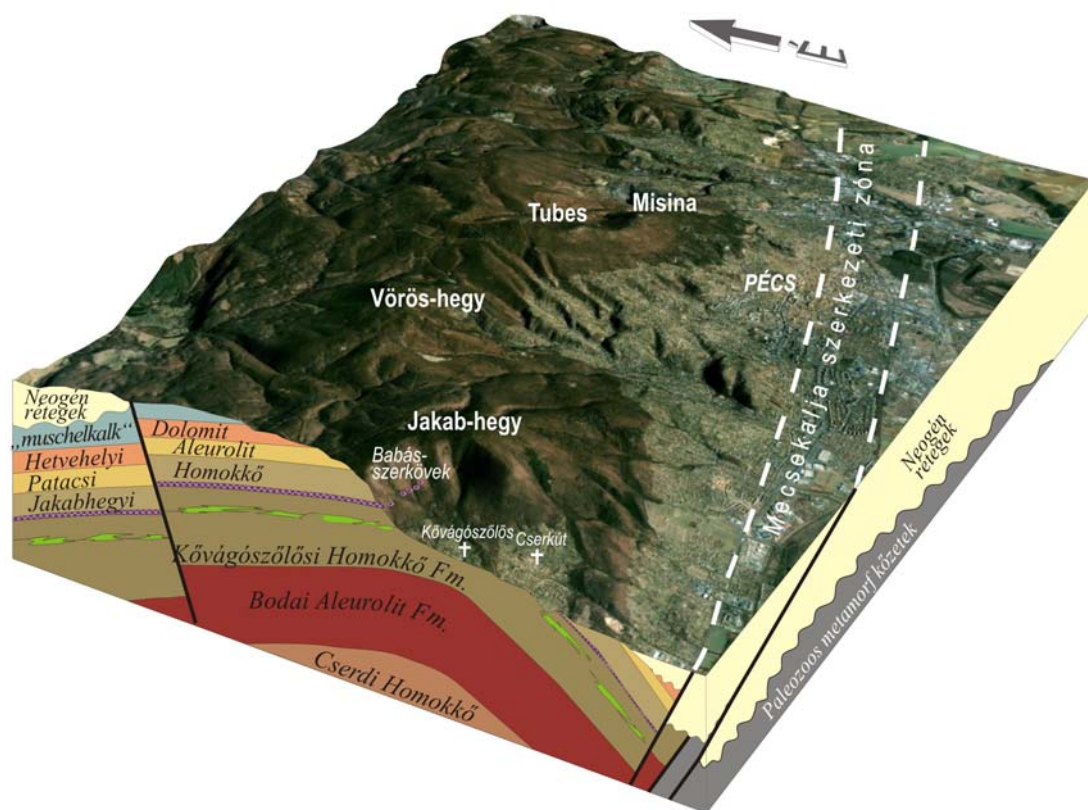 É
Tubes
Misina
PÉCS
Vörös-hegy
Jakab-hegy
Babás-
szerkövek
Kővágószőlős
Cserkút
Mecsekalja szerkezeti zóna
Neogén
rétegek
„muschelkalk“
Hetvehelyi
Dolomit
Patacsi
Aleurolit
Jakabhegyi
Homokkő
Kővágószőlősi Homokkő Fm.
Bodai Aleurolit Fm.
Cserdi Homokkő
Neogén
rétegek
Paleozoos metamorf kőzetek